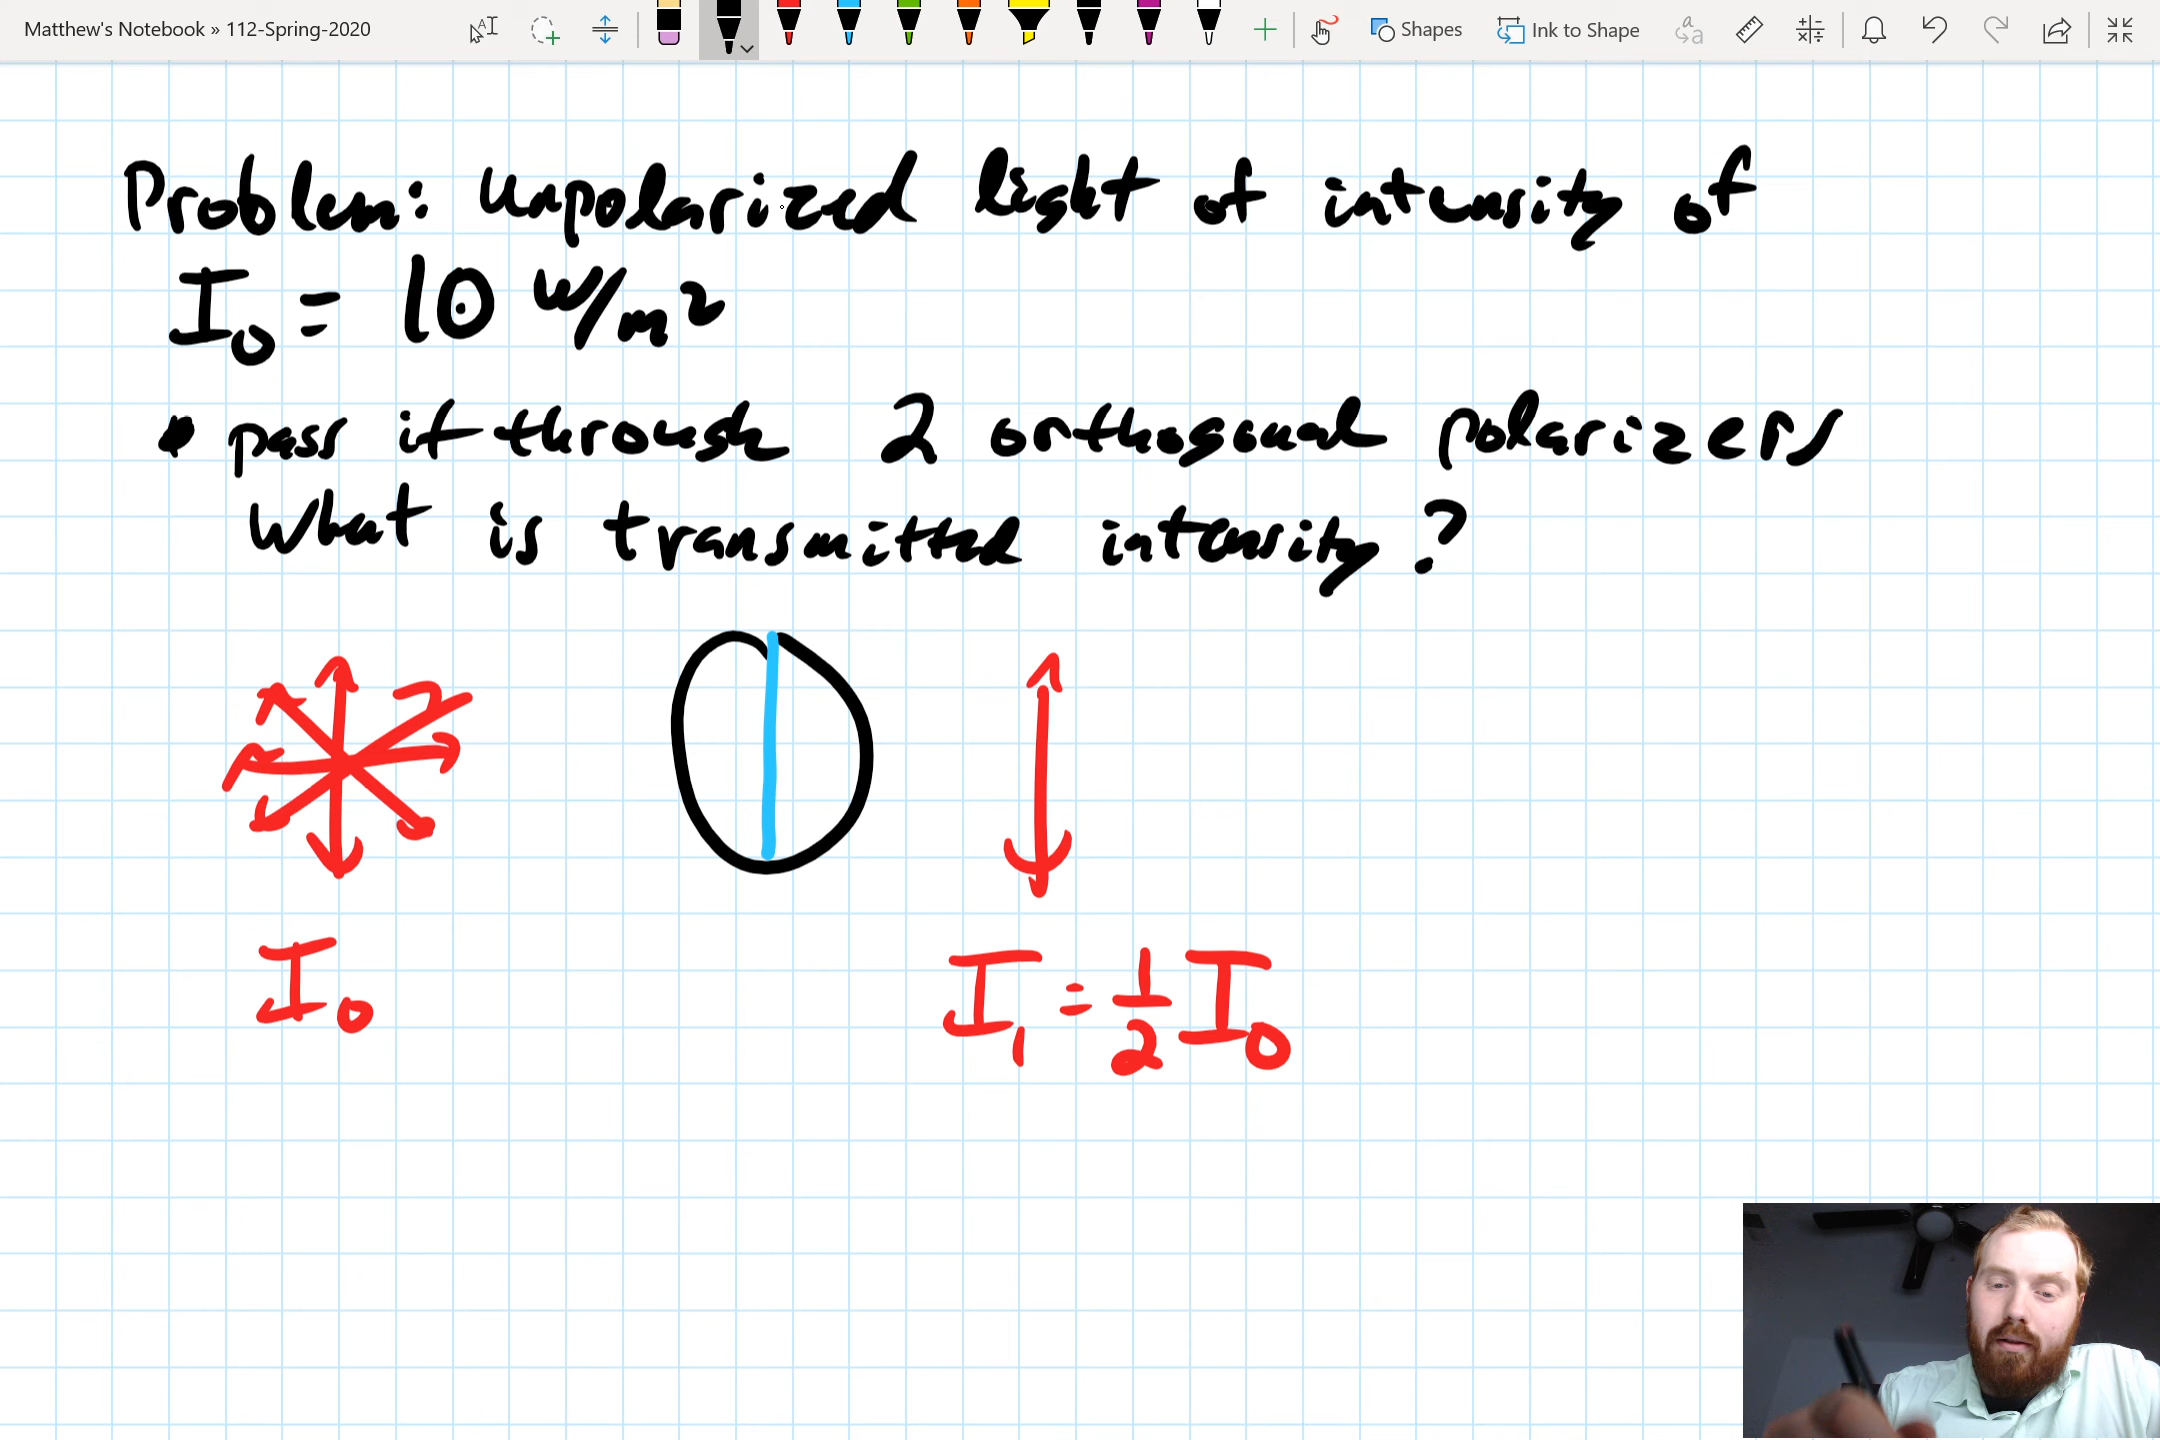 Matthew's Notebook » 112-Spring-2020
Shapes
Ink to Shape
Problem: unpolarized light of intensity of
I₀ = 10 W/m²
• pass it through 2 orthogonal polarizers
What is transmitted intensity?
I₀
I₁ = 1/2 I₀